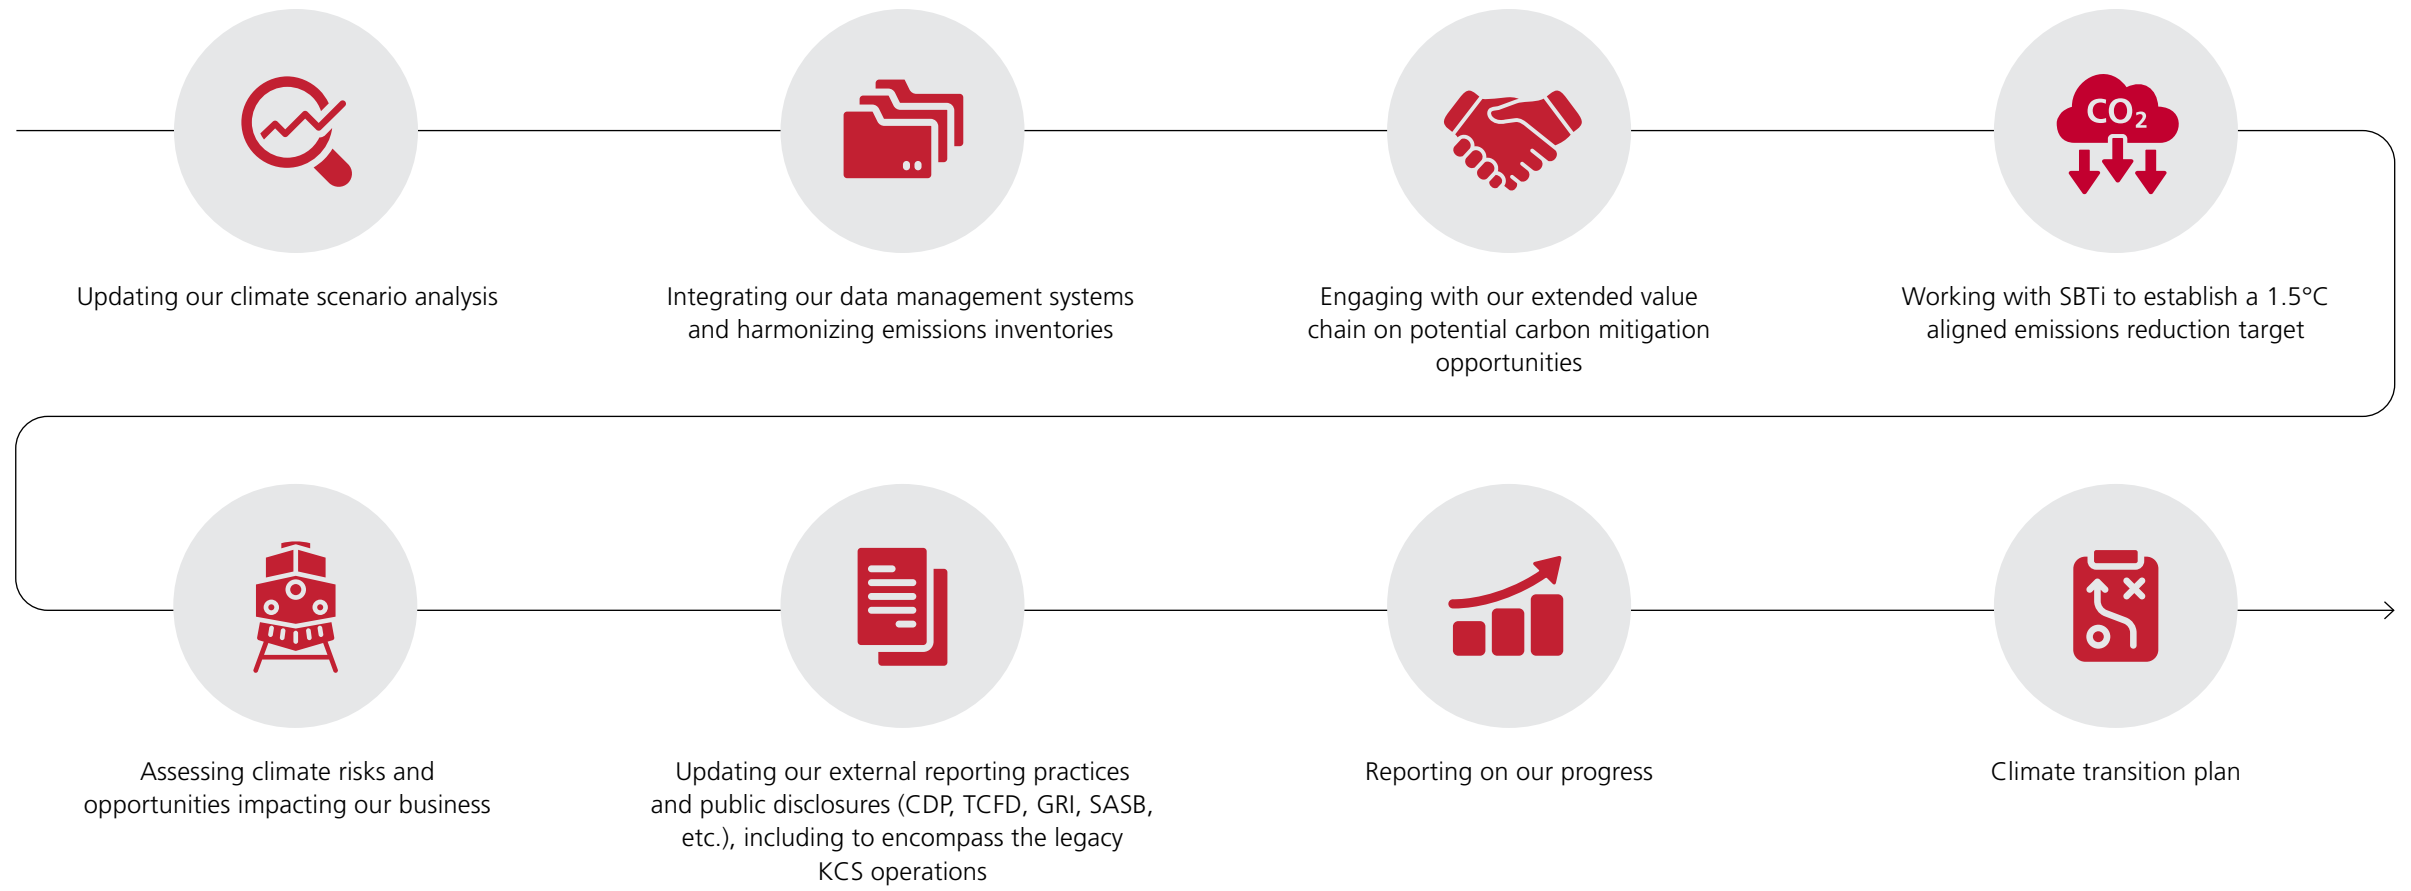 CO₂
Updating our climate scenario analysis
Integrating our data management systems
and harmonizing emissions inventories
Engaging with our extended value
chain on potential carbon mitigation
opportunities
Working with SBTi to establish a 1.5°C
aligned emissions reduction target
Assessing climate risks and
opportunities impacting our business
Updating our external reporting practices
and public disclosures (CDP, TCFD, GRI, SASB,
etc.), including to encompass the legacy
KCS operations
Reporting on our progress
Climate transition plan